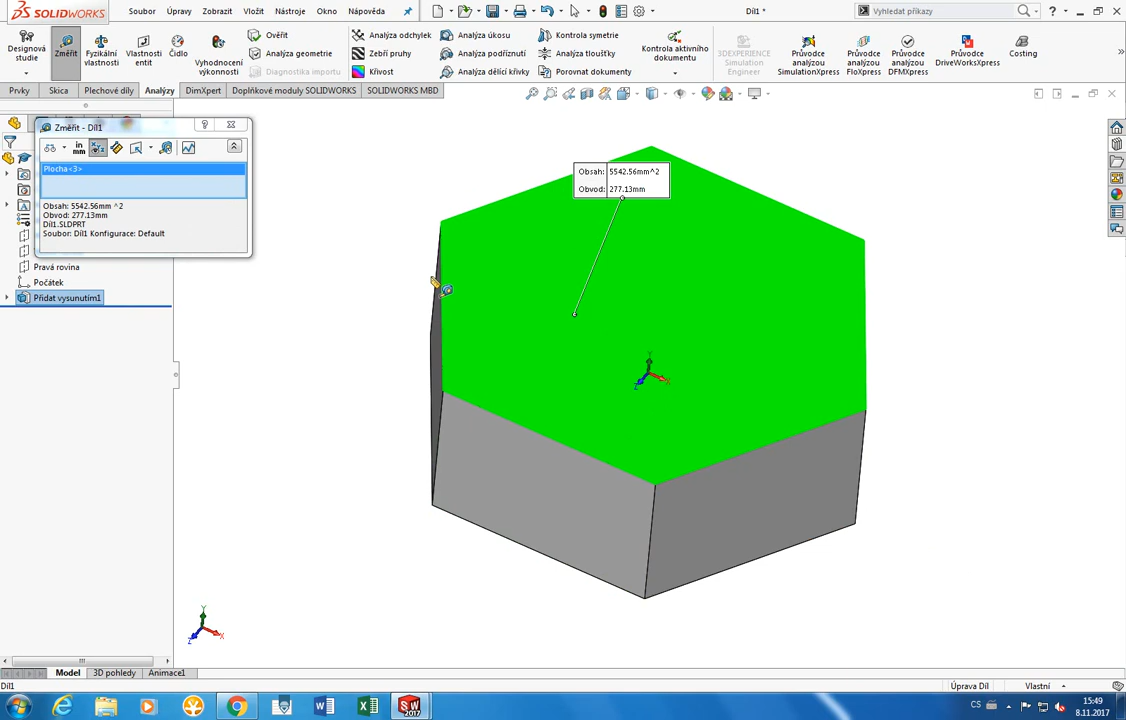 SOLIDWORKS
Soubor
Úpravy
Zobrazit
Vložit
Nástroje
Okno
Nápověda
Díl1 *
Vyhledat příkazy
Designová studie
Změřit
Fyzikální vlastnosti
Vlastnosti entit
Čidlo
Vyhodnocení výkonnosti
Ověřit
Analýza geometrie
Diagnostika importu
Analýza odchylek
Zebří pruhy
Křivost
Analýza úkosu
Analýza podříznutí
Analýza dělící křivky
Kontrola symetrie
Analýza tloušťky
Porovnat dokumenty
Kontrola aktivního dokumentu
3DEXPERIENCE Simulation Engineer
Průvodce analýzou SimulationXpress
Průvodce analýzou FloXpress
Průvodce analýzou DFMXpress
Průvodce DriveWorksXpress
Costing
Prvky
Skica
Plechové díly
Analýzy
DimXpert
Doplňkové moduly SOLIDWORKS
SOLIDWORKS MBD
Změřit - Díl1
in
mm
Plocha<3>
Obsah: 5542.56mm ^2
Obvod: 277.13mm
Díl1.SLDPRT
Soubor: Díl1 Konfigurace: Default
Pravá rovina
Počátek
Přidat vysunutím1
Obsah: 5542.56mm^2
Obvod: 277.13mm
Y
X
Z
Y
X
Z
Model
3D pohledy
Animace1
Díl1
Úprava Díl
Vlastní
CS
15:49
8.11.2017
SW
2017